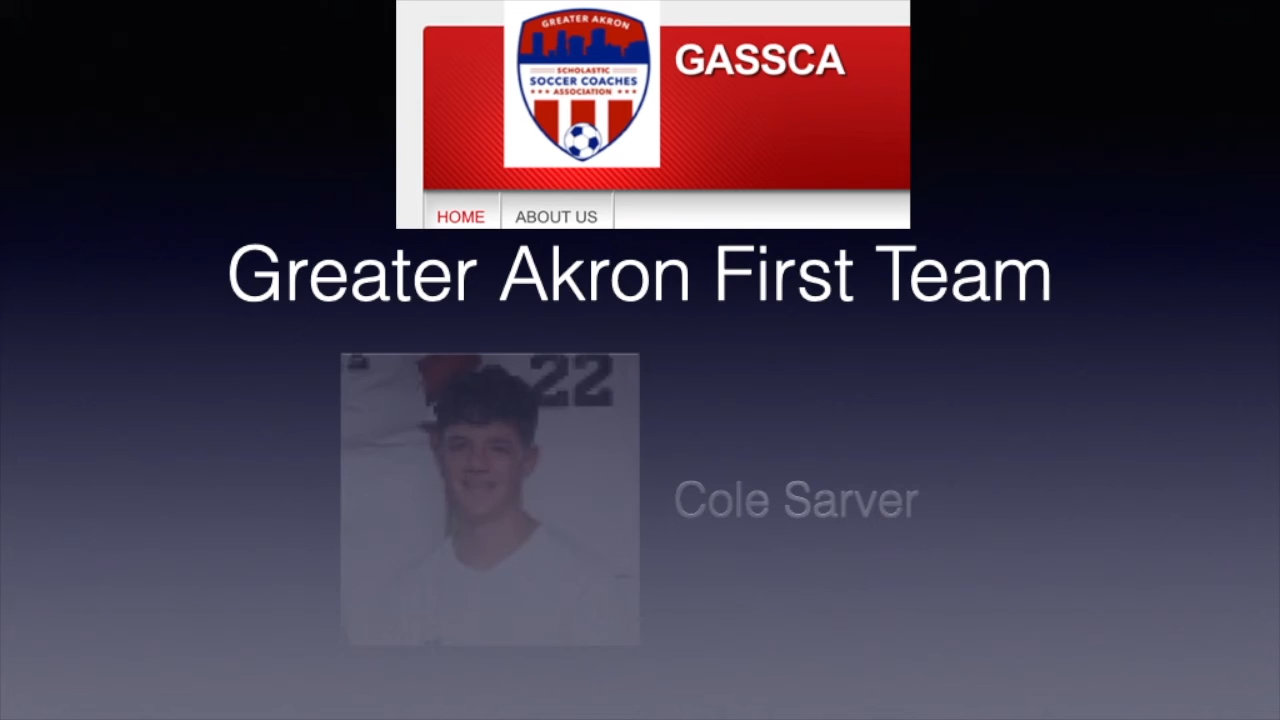 GREATER AKRON
SCHOLASTIC
SOCCER COACHES
ASSOCIATION
GASSCA
HOME ABOUT US
Greater Akron First Team
22
Cole Sarver